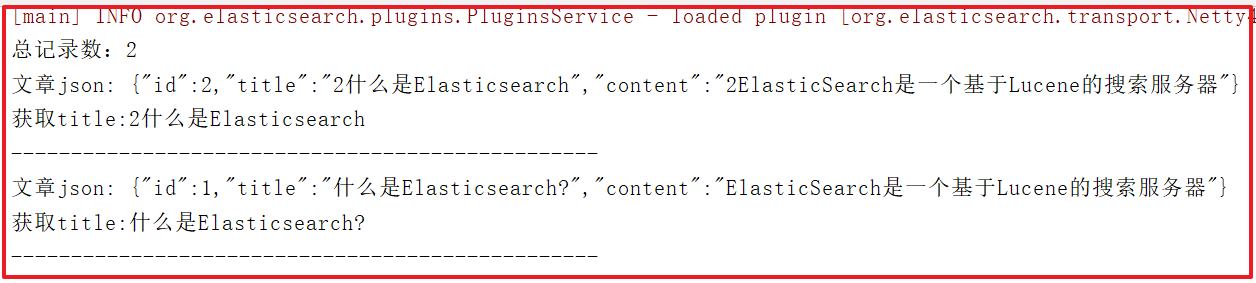 [main] INFO org.elasticsearch.plugins.PluginsService - loaded plugin [org.elasticsearch.transport.Netty4
总记录数：2
文章json: {"id":2,"title":"2什么是Elasticsearch","content":"2ElasticSearch是一个基于Lucene的搜索服务器"}
获取title:2什么是Elasticsearch
-------------------------------------------------
文章json: {"id":1,"title":"什么是Elasticsearch?","content":"ElasticSearch是一个基于Lucene的搜索服务器"}
获取title:什么是Elasticsearch?
-------------------------------------------------